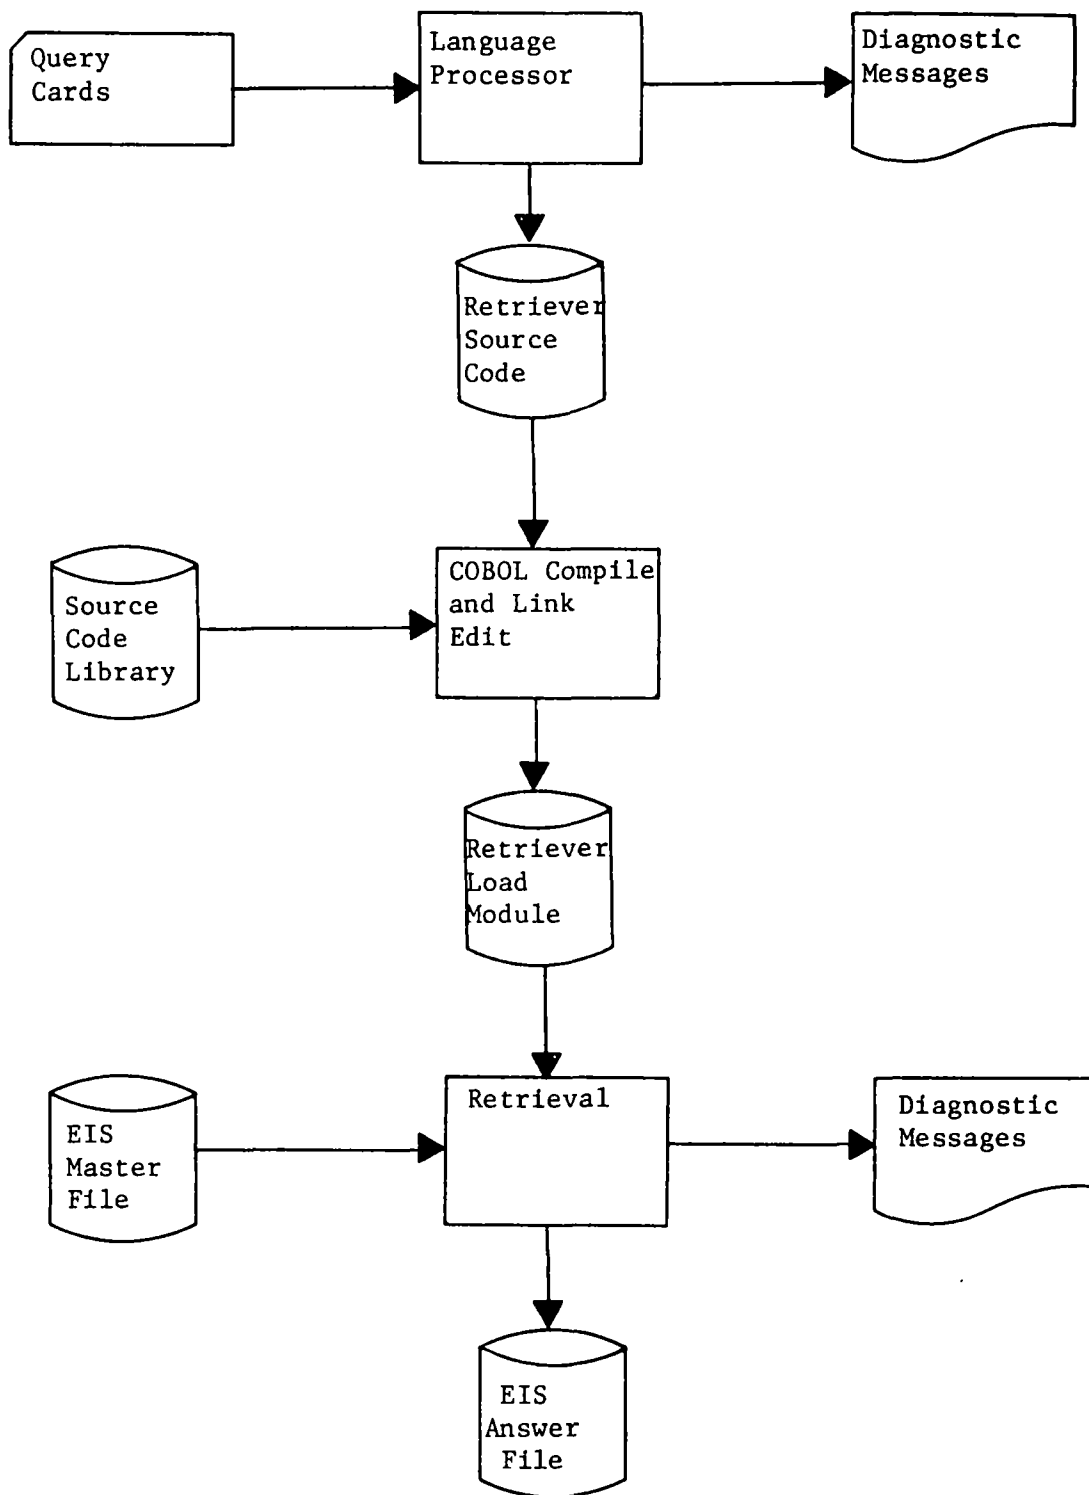 Query
Cards
Language
Processor
Diagnostic
Messages
Retriever
Source
Code
Source
Code
Library
COBOL Compile
and Link
Edit
Retriever
Load
Module
EIS
Master
File
Retrieval
Diagnostic
Messages
EIS
Answer
File